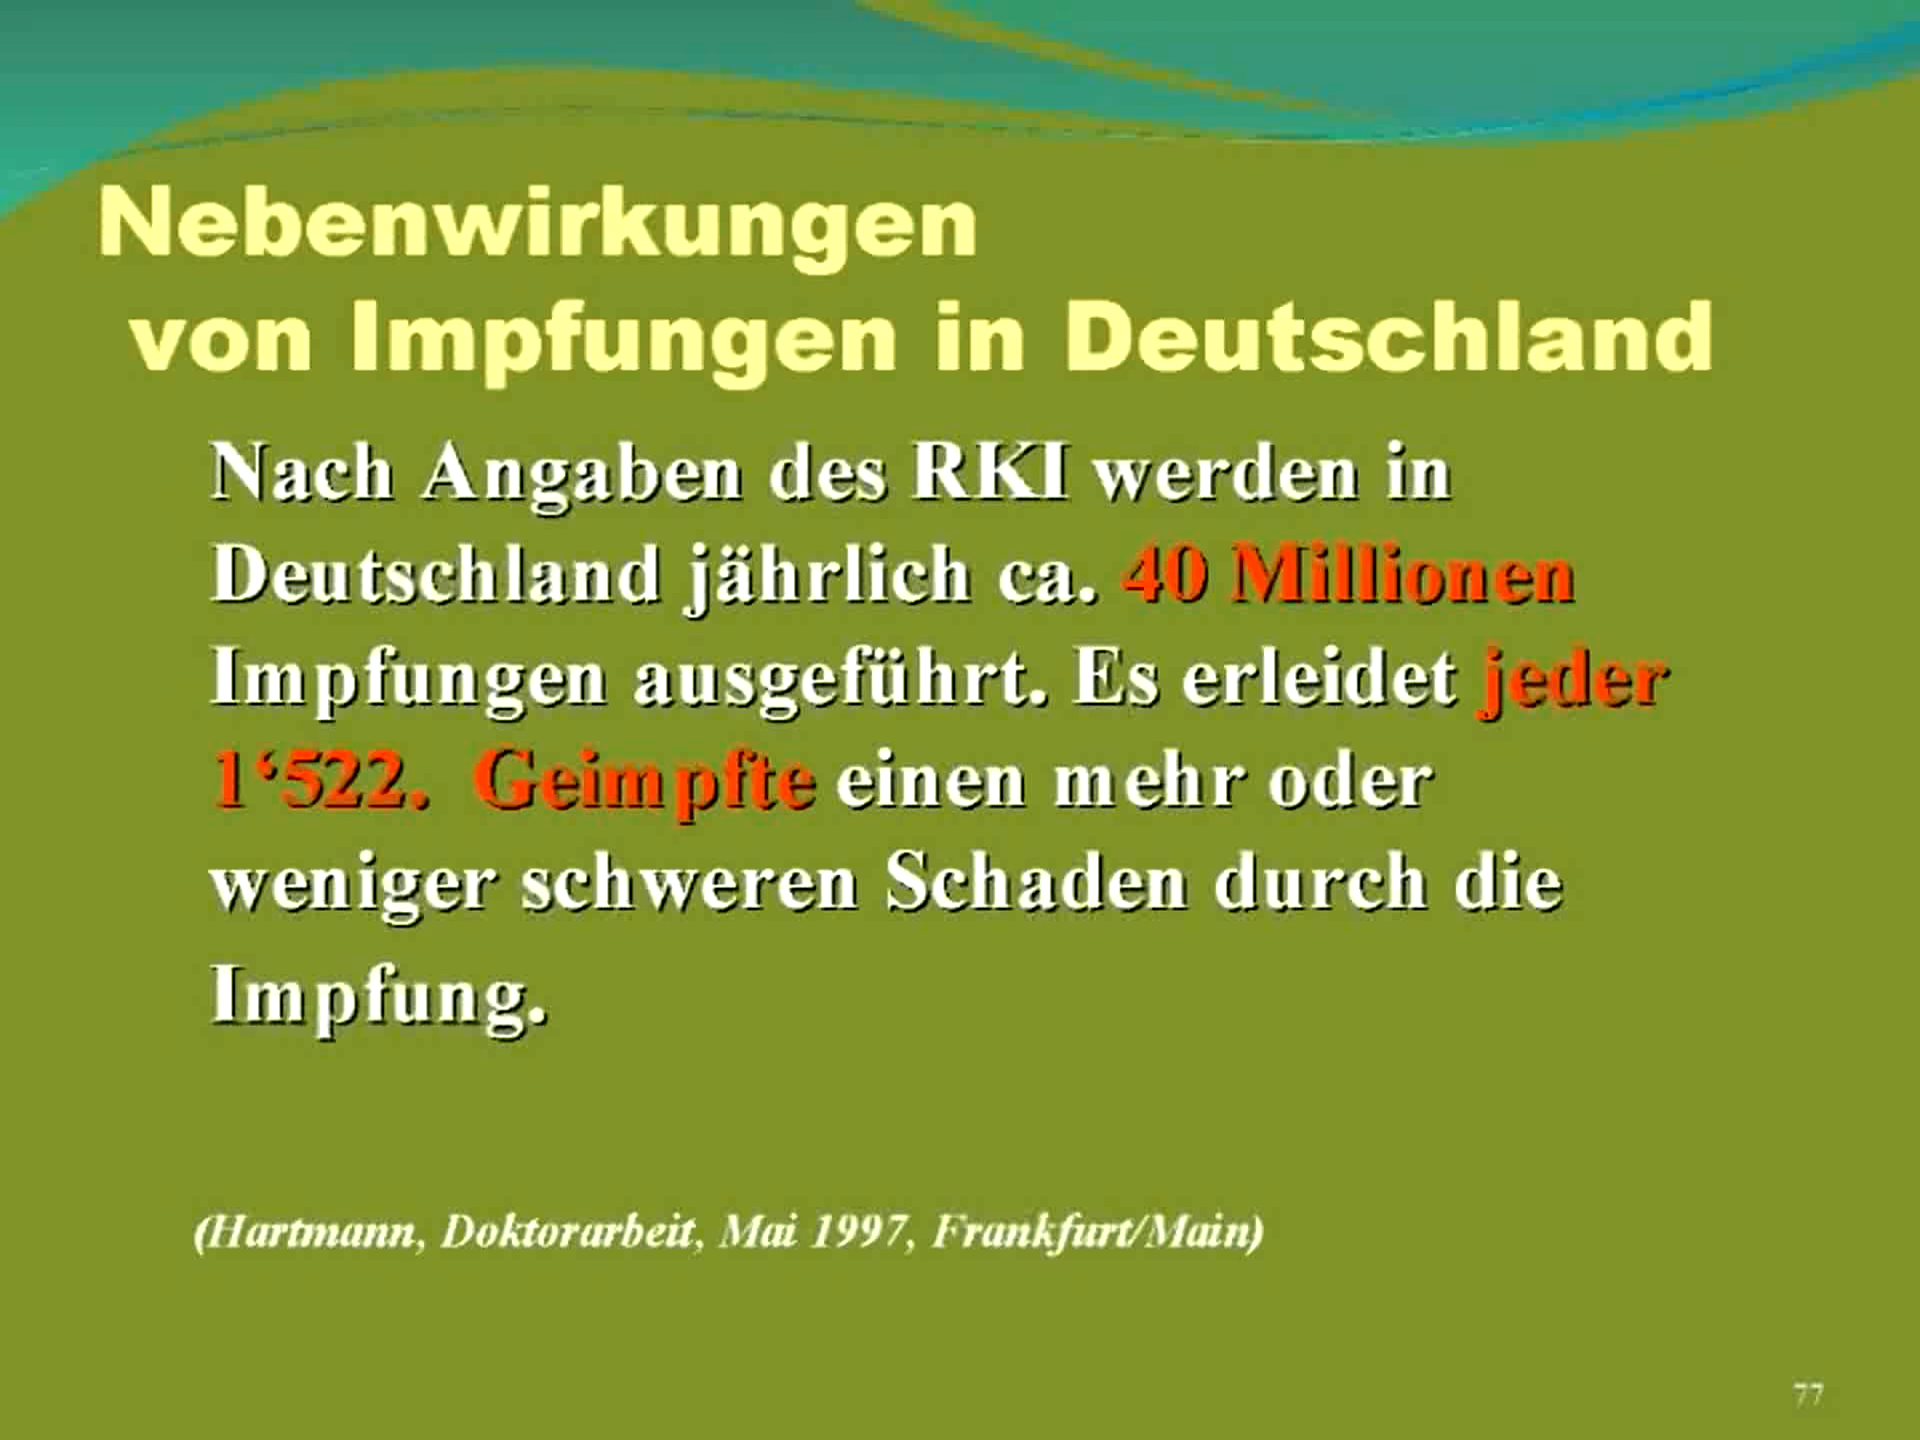 Nebenwirkungen
von Impfungen in Deutschland
Nach Angaben des RKI werden in
Deutschland jährlich ca. 40 Millionen
Impfungen ausgeführt. Es erleidet jeder
1‘522. Geimpfte einen mehr oder
weniger schweren Schaden durch die
Impfung.
(Hartmann, Doktorarbeit, Mai 1997, Frankfurt/Main)
77